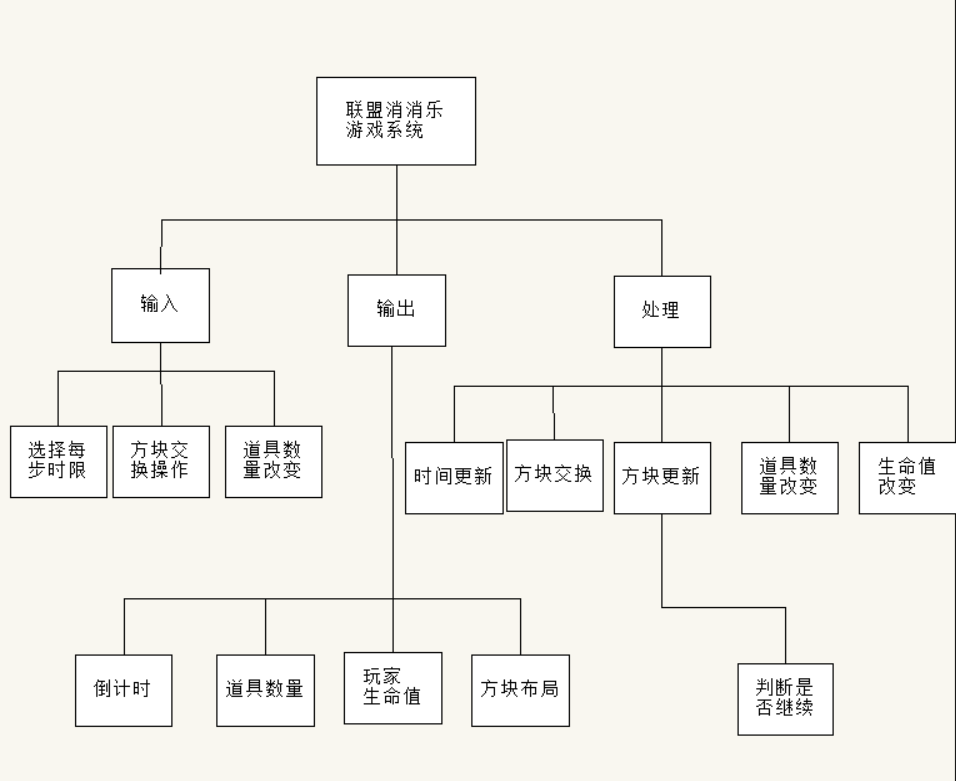 联盟消消乐
游戏系统
输入
输出
处理
选择每
步时限
方块交
换操作
道具数
量改变
时间更新
方块交换
方块更新
道具数
量改变
生命值
改变
倒计时
道具数量
玩家
生命值
方块布局
判断是
否继续